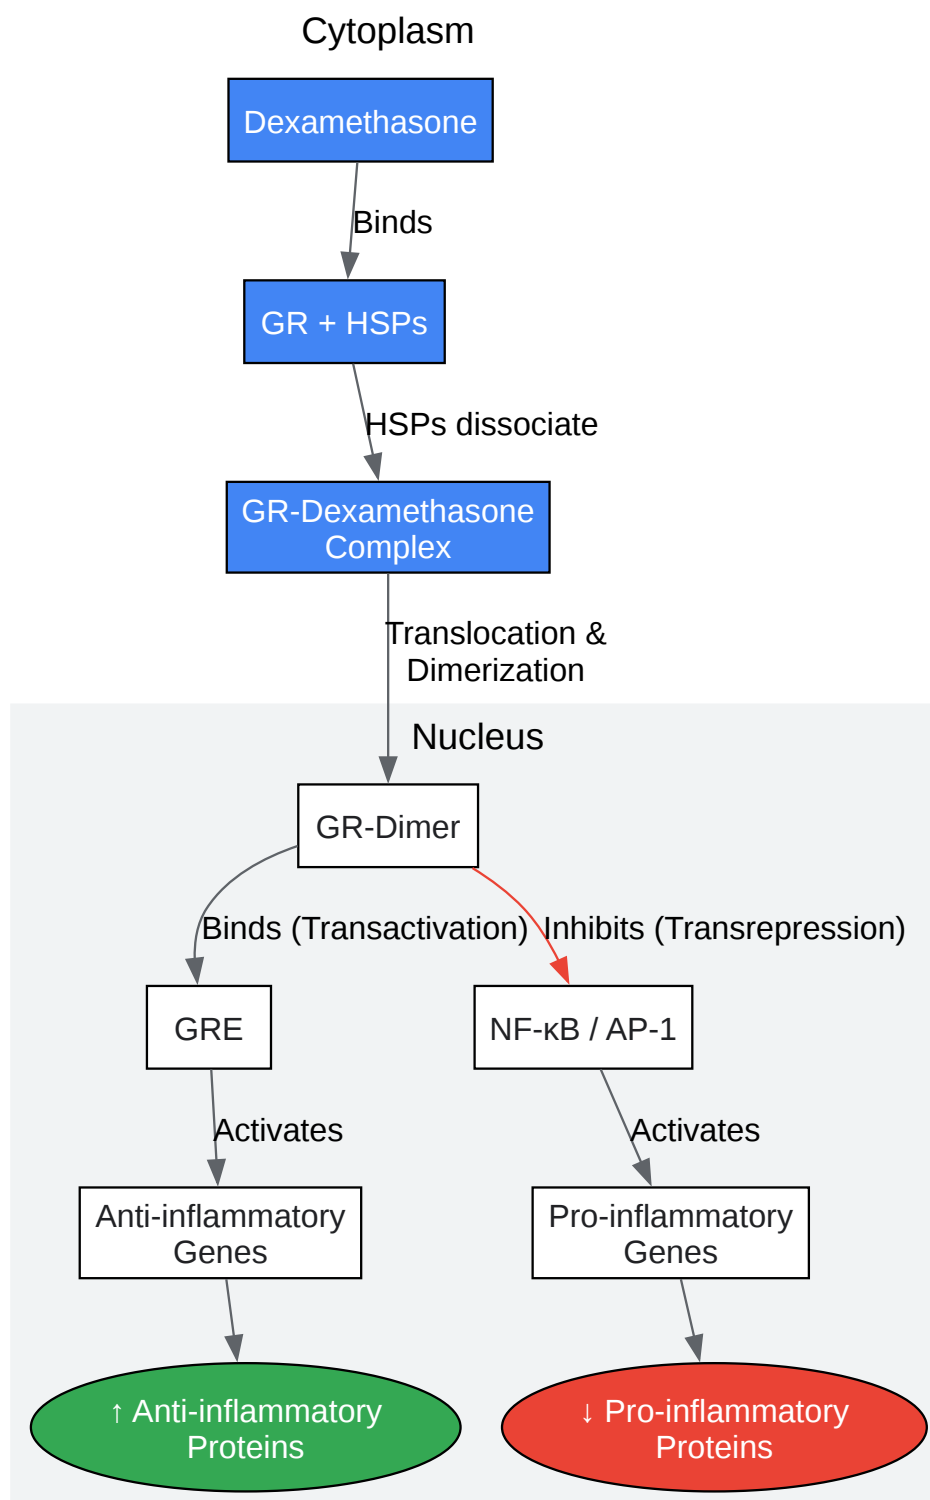 Cytoplasm
Dexamethasone
Binds
GR + HSPs
HSPs dissociate
GR-Dexamethasone
Complex
Translocation &
Dimerization
Nucleus
GR-Dimer
Binds (Transactivation)
Inhibits (Transrepression)
GRE
NF-κB / AP-1
Activates
Activates
Anti-inflammatory
Genes
Pro-inflammatory
Genes
↑ Anti-inflammatory
Proteins
↓ Pro-inflammatory
Proteins